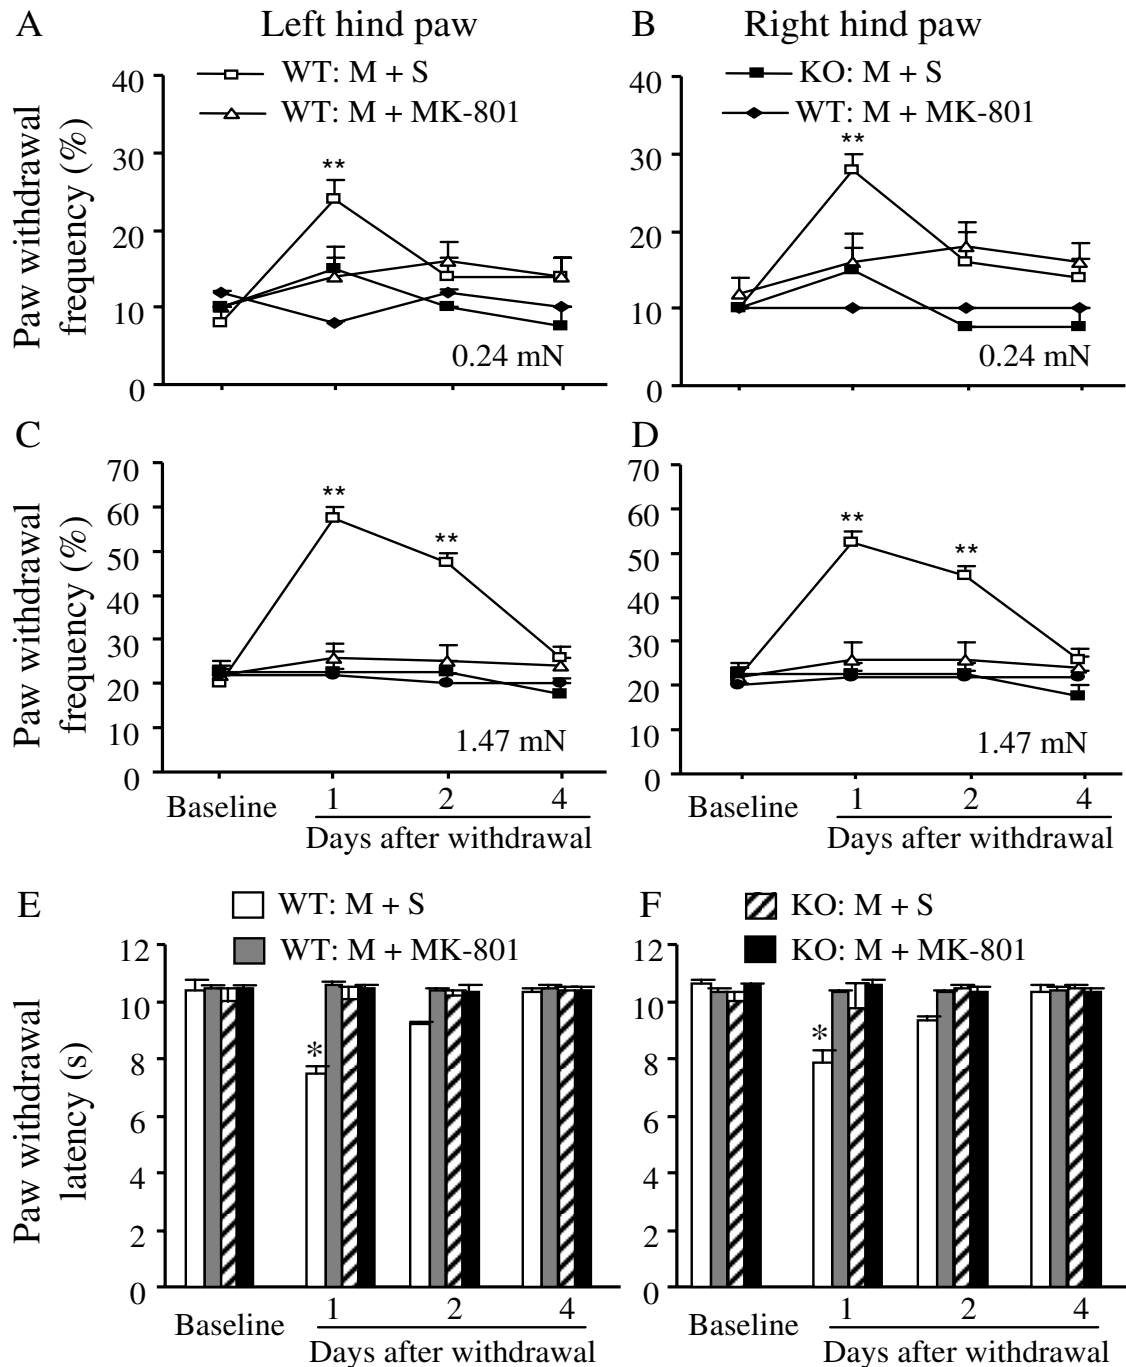 A Left hind paw B Right hind paw
WT: M + S
WT: M + MK-801
KO: M + S
WT: M + MK-801
Paw withdrawal
frequency (%)
40
30
20
10
0
**
0.24 mN
40
30
20
10
0
**
0.24 mN
C
D
Paw withdrawal
frequency (%)
70
60
50
40
30
20
10
0
**
**
1.47 mN
Baseline 1 2 4
Days after withdrawal
70
60
50
40
30
20
10
0
**
**
1.47 mN
Baseline 1 2 4
Days after withdrawal
E
WT: M + S
WT: M + MK-801
F
KO: M + S
KO: M + MK-801
Paw withdrawal
latency (s)
12
10
8
6
4
2
0
*
Baseline 1 2 4
Days after withdrawal
12
10
8
6
4
2
0
*
Baseline 1 2 4
Days after withdrawal